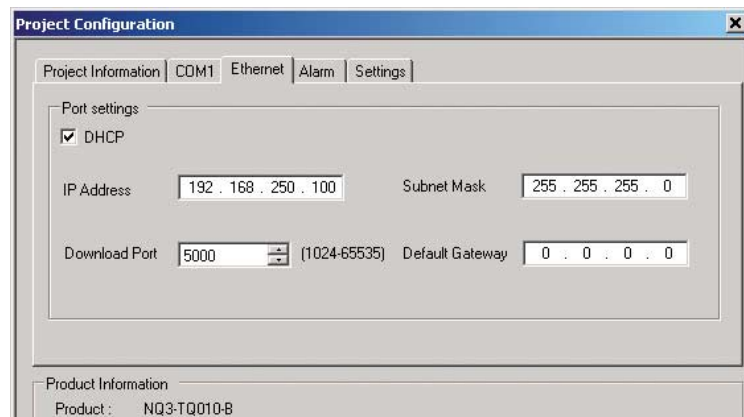 Project Configuration
Project Information COM1 Ethernet Alarm Settings
Port settings
DHCP
IP Address 192 . 168 . 250 . 100 Subnet Mask 255 . 255 . 255 . 0
Download Port 5000 (1024-65535) Default Gateway 0 . 0 . 0 . 0
Product Information
Product : NQ3-TQ010-B